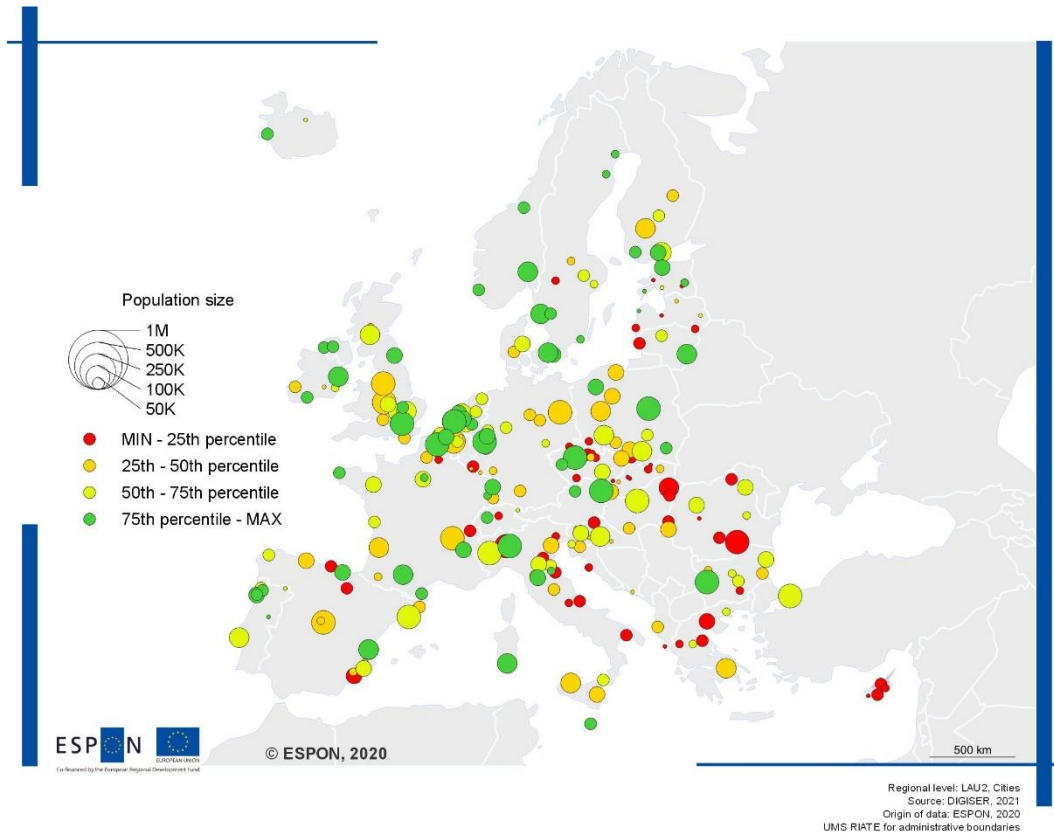 Population size
1M
500K
250K
100K
50K
MIN - 25th percentile
25th - 50th percentile
50th - 75th percentile
75th percentile - MAX
ESPON
EUROPEAN UNION
Co-financed by the European Regional Development Fund
© ESPON, 2020
500 km
Regional level: LAU2, Cities
Source: DIGISER, 2021
Origin of data: ESPON, 2020
UMS RIATE for administrative boundaries